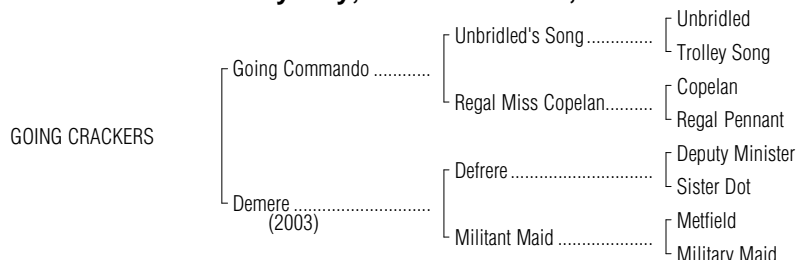 Unbridled
Unbridled's Song..............
Trolley Song
Going Commando ............
Copelan
Regal Miss Copelan..........
Regal Pennant
GOING CRACKERS
Deputy Minister
Defrere..............................
Sister Dot
Demere ............................
(2003)
Metfield
Militant Maid ....................
Military Maid